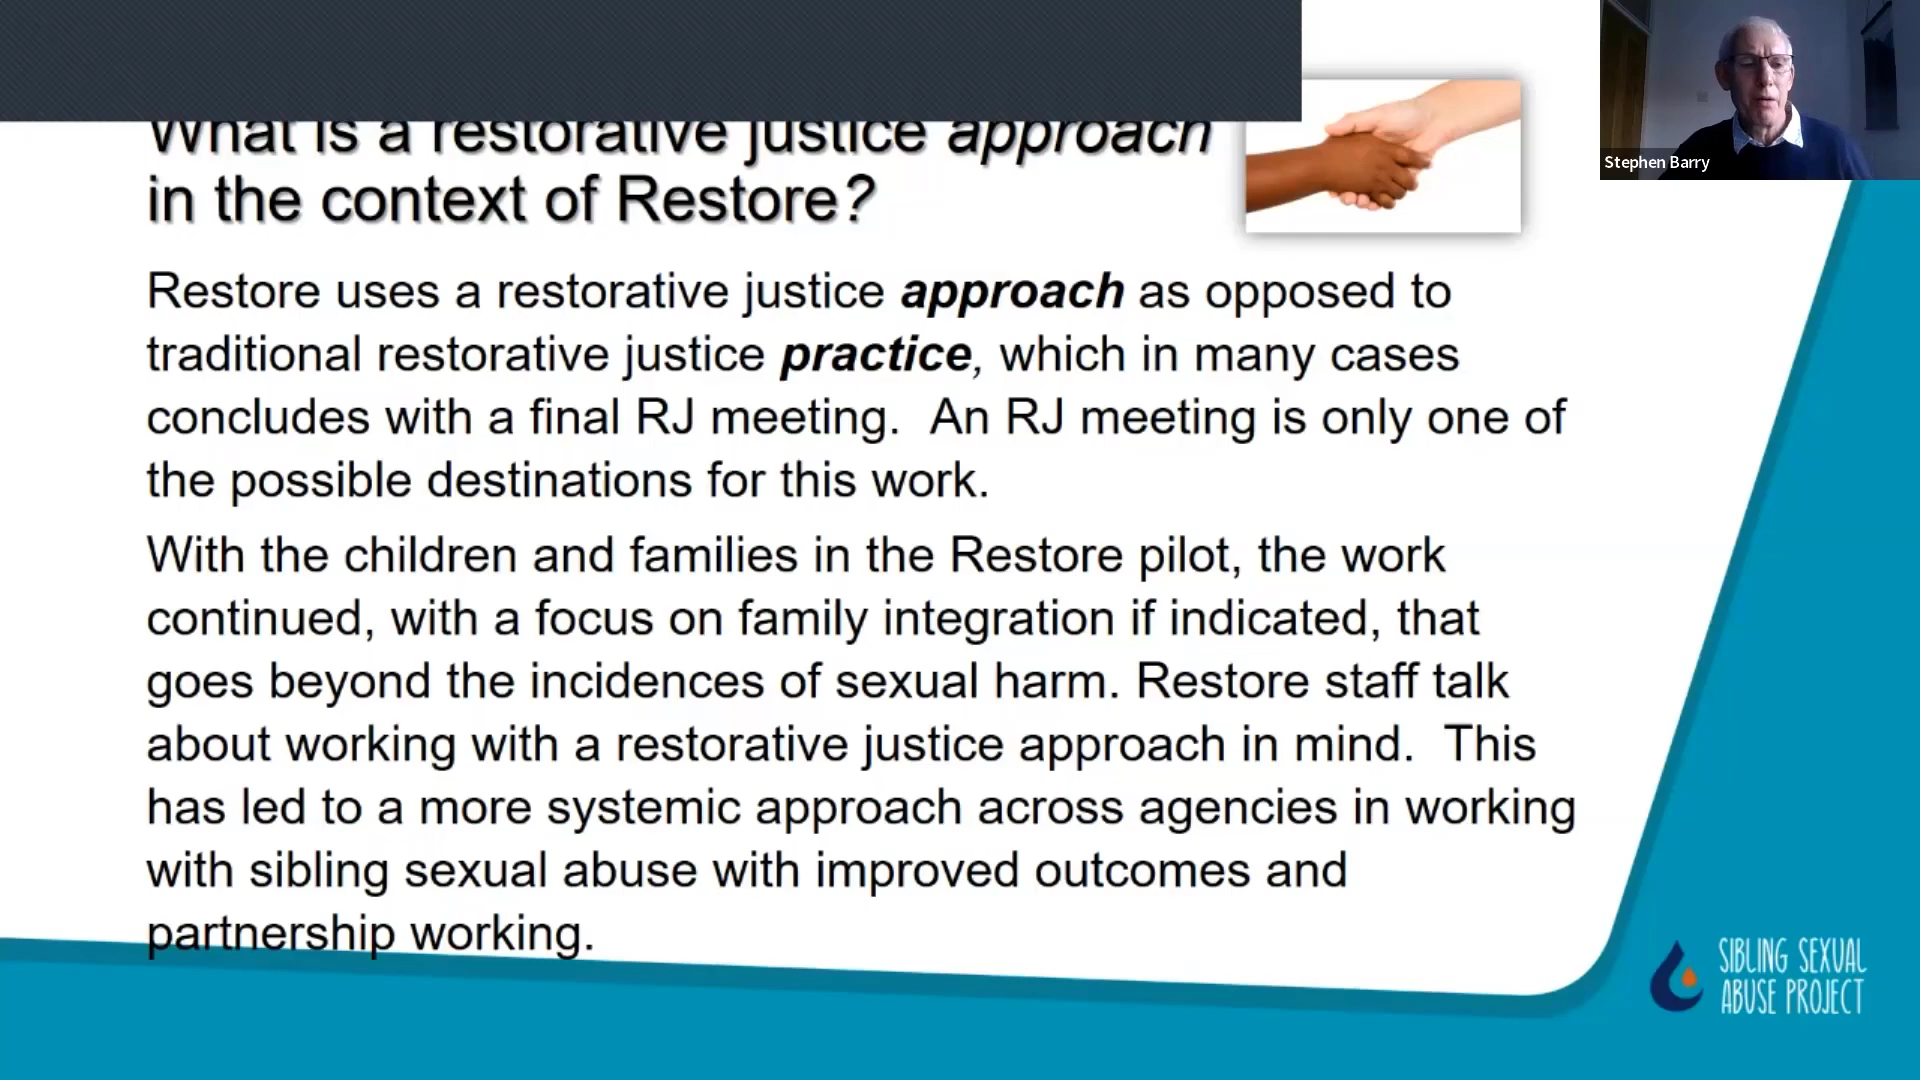 What is a restorative justice approach
in the context of Restore?
Restore uses a restorative justice approach as opposed to
traditional restorative justice practice, which in many cases
concludes with a final RJ meeting.  An RJ meeting is only one of
the possible destinations for this work.
With the children and families in the Restore pilot, the work
continued, with a focus on family integration if indicated, that
goes beyond the incidences of sexual harm. Restore staff talk
about working with a restorative justice approach in mind.  This
has led to a more systemic approach across agencies in working
with sibling sexual abuse with improved outcomes and
partnership working.
Stephen Barry
SIBLING SEXUAL
ABUSE PROJECT